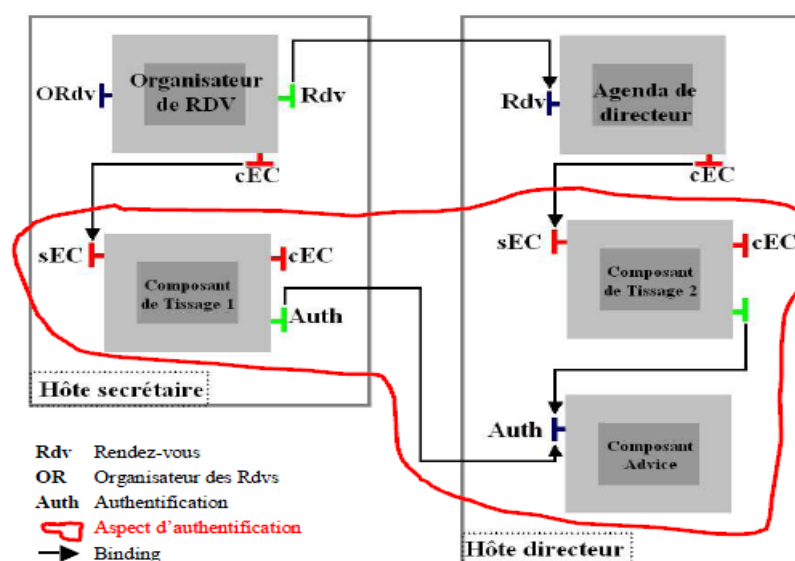 Organisateur
de RDV
ORdv
Rdv
cEC
Rdv
Agenda de
directeur
cEC
sEC
cEC
Composant
de Tissage 1
Auth
Hôte secrétaire
sEC
cEC
Composant
de Tissage 2
Auth
Composant
Advice
Hôte directeur
Rdv Rendez-vous
OR Organisateur des Rdvs
Auth Authentification
Aspect d'authentification
Binding